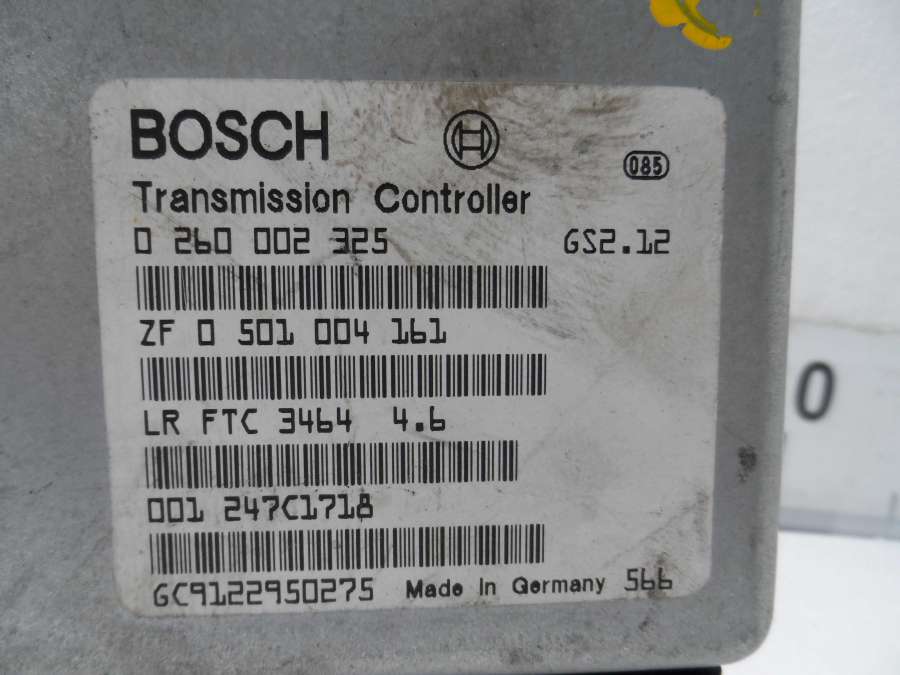 BOSCH
085
Transmission Controller
0 260 002 325 GS2.12
ZF 0 501 004 161
LR FTC 3464 4.6
001 247C1718
GC9122950275 Made In Germany 566
0